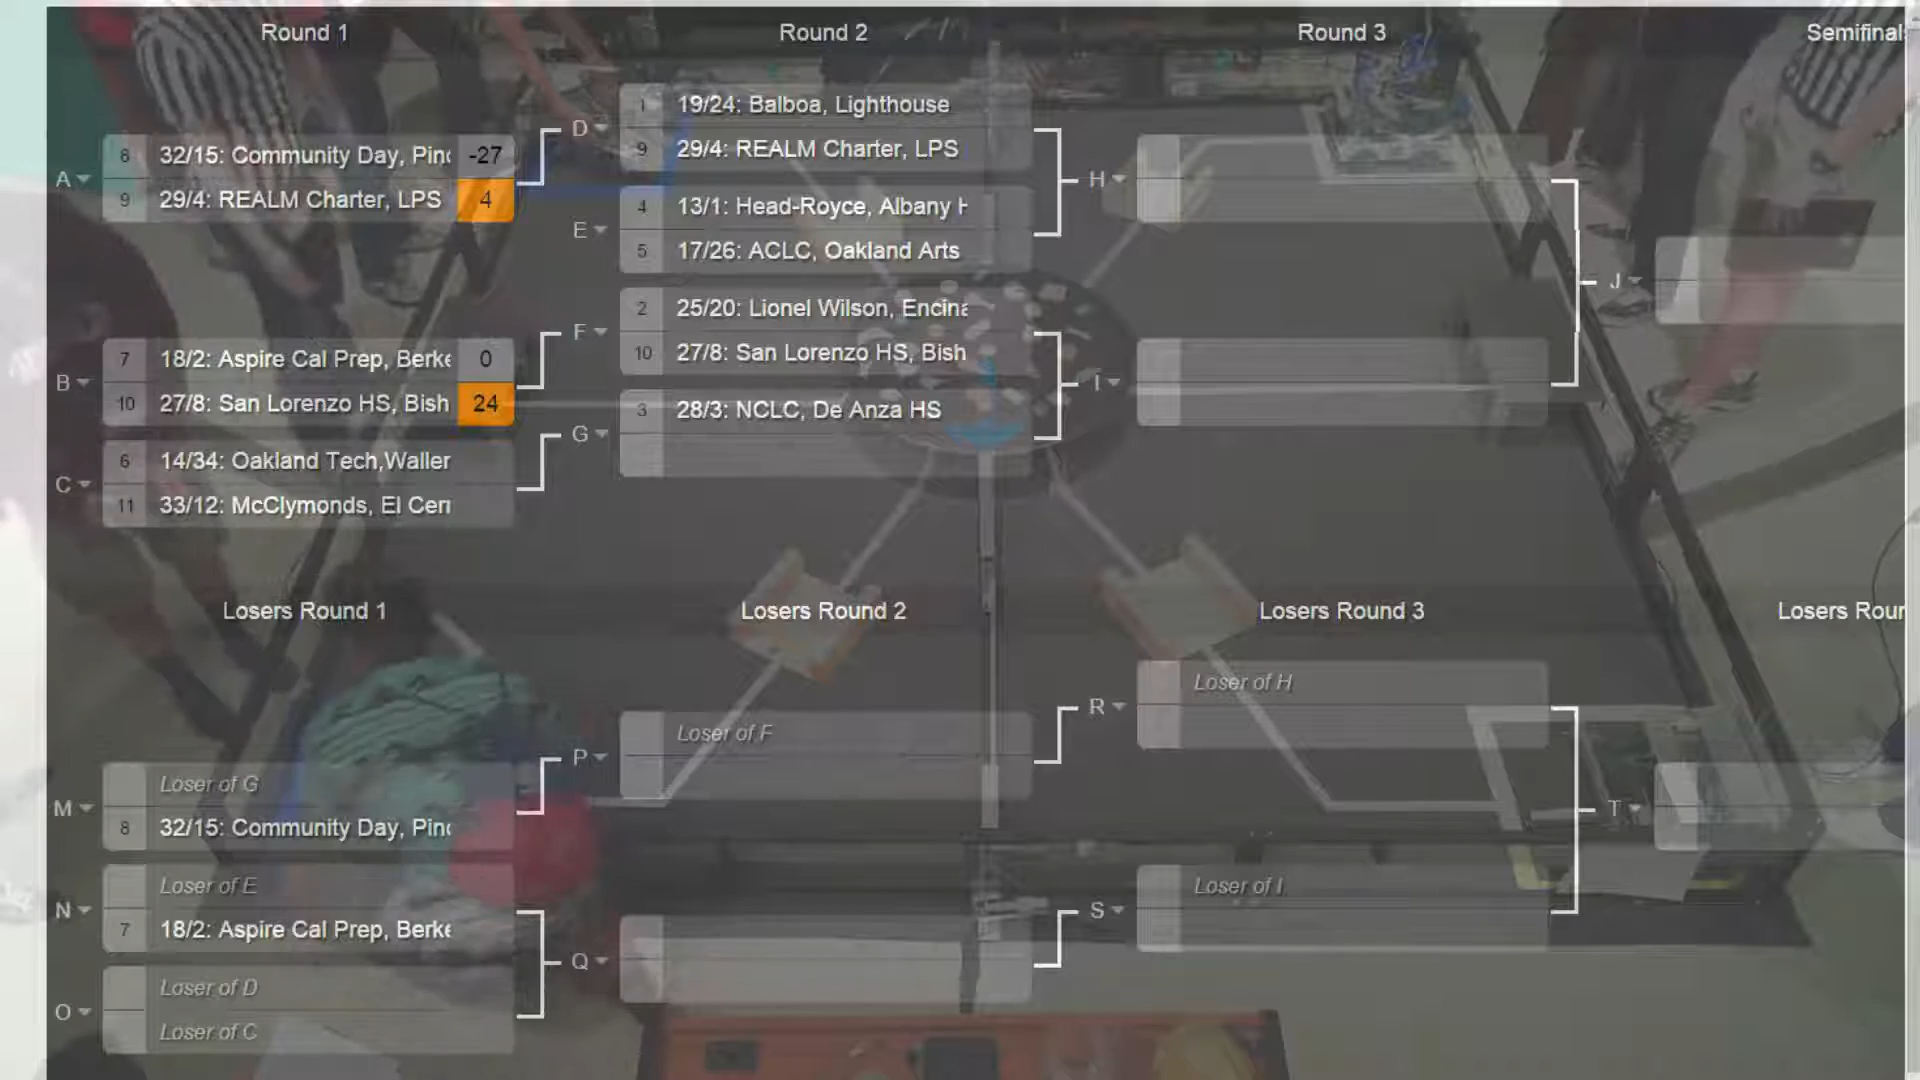 Round 1
Round 2
Round 3
Semifinals
A
8 32/15: Community Day, Pin -27
9 29/4: REALM Charter, LPS 4
B
7 18/2: Aspire Cal Prep, Berke 0
10 27/8: San Lorenzo HS, Bish 24
C
6 14/34: Oakland Tech,Waller
11 33/12: McClymonds, El Cerr
D
1 19/24: Balboa, Lighthouse
9 29/4: REALM Charter, LPS
E
4 13/1: Head-Royce, Albany H
5 17/26: ACLC, Oakland Arts
F
2 25/20: Lionel Wilson, Encina
10 27/8: San Lorenzo HS, Bish
G
3 28/3: NCLC, De Anza HS
H
I
J
Losers Round 1
Losers Round 2
Losers Round 3
Losers Rour
M
Loser of G
8 32/15: Community Day, Pin
N
Loser of E
7 18/2: Aspire Cal Prep, Berke
O
Loser of D
Loser of C
P
Loser of F
Q
R
Loser of H
S
Loser of I
T